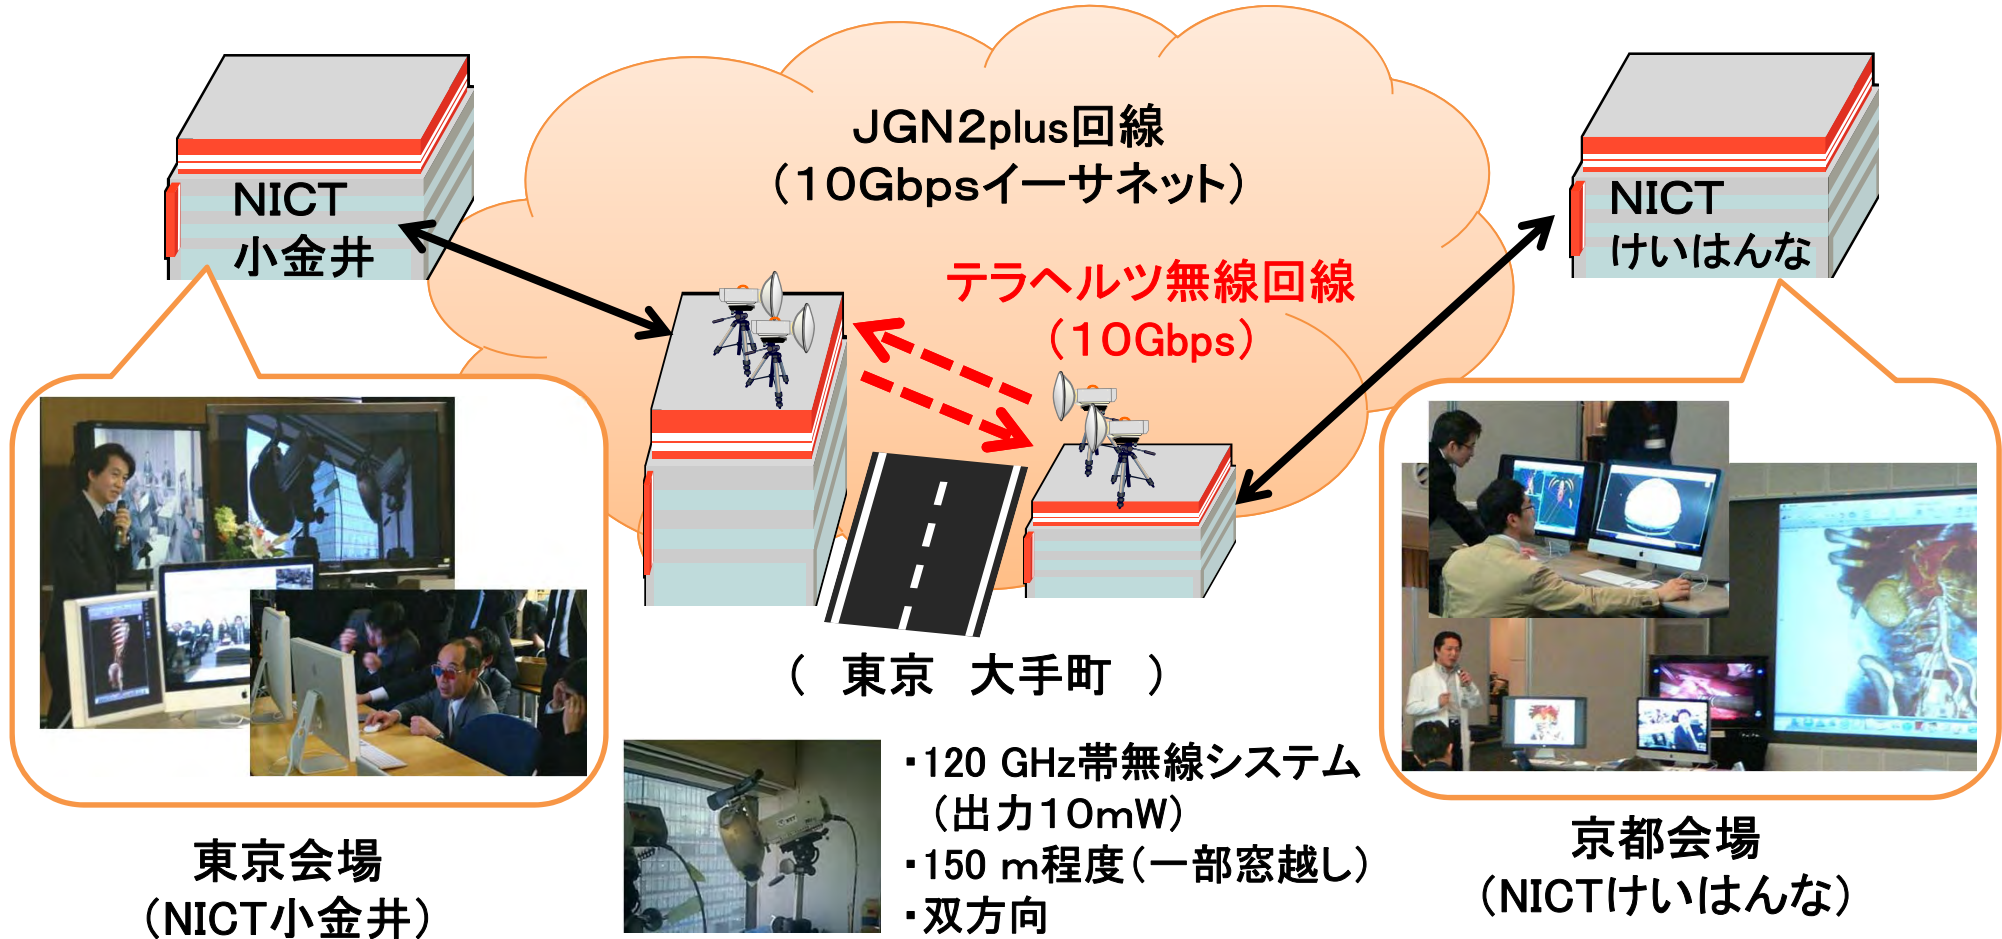 JGN2plus回線
（10Gbpsイーサネット）
NICT
小金井
NICT
けいはんな
テラヘルツ無線回線
（10Gbps）
（　東京　大手町　）
・120 GHz帯無線システム
（出力10mW）
・150 m程度（一部窓越し）
・双方向
東京会場
（NICT小金井）
京都会場
（NICTけいはんな）